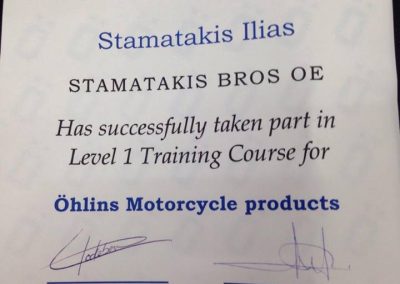 Stamatakis Ilias
STAMATAKIS BROS OE
Has successfully taken part in
Level 1 Training Course for
Öhlins Motorcycle products